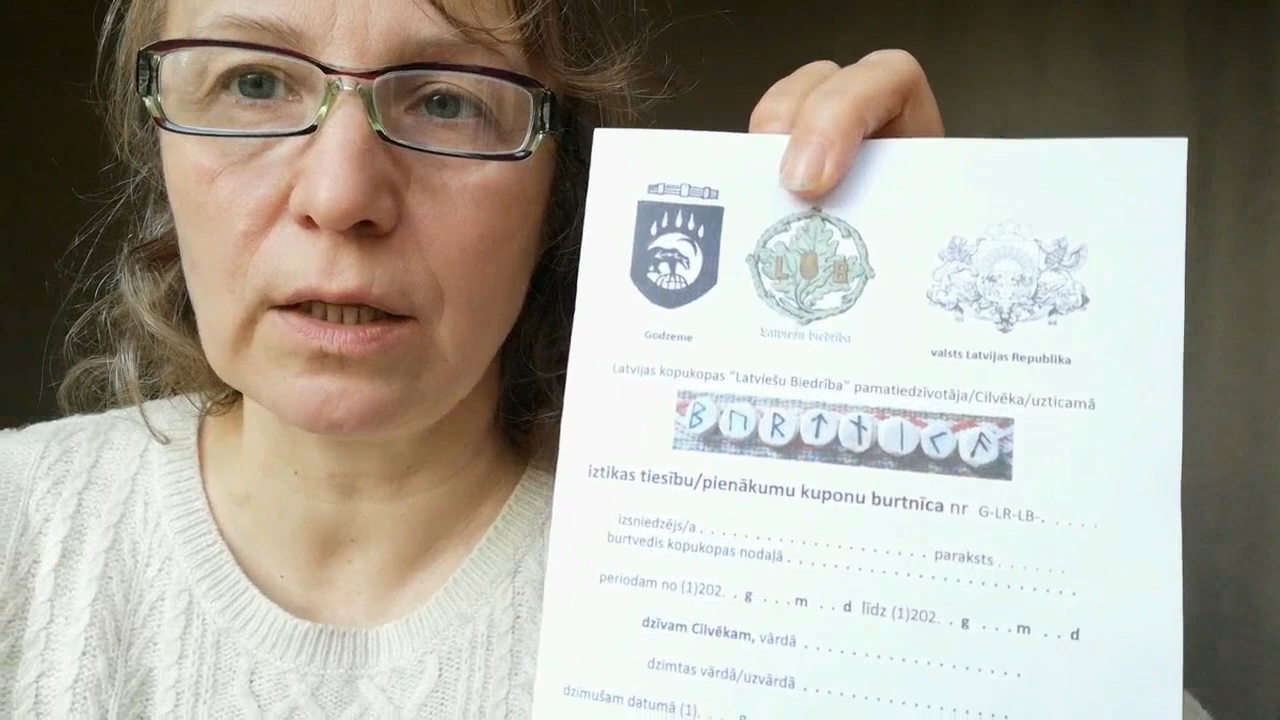 L B
Godzeme
Latviešu biedrība
valsts Latvijas Republika
Latvijas kopukopas "Latviešu Biedrība" pamatiedzīvotāja/Cilvēka/uzticamā
ᛒᚢᚱᛏᚾᛁᚲᚨ
iztikas tiesību/pienākumu kuponu burtnīca nr G-LR-LB-. . . . .
izsniedzējs/a . . . . . . . . . . . . . . . . . . . . paraksts . . . . . .
burtvedis kopukopas nodaļā . . . . . . . . . . . . . . . . . . . . . . . . .
periodam no (1)202. . g . . . m . . d līdz (1)202. . g . . . m . . d
dzīvam Cilvēkam, vārdā . . . . . . . . . . . . . . . . . . .
dzimtas vārdā/uzvārdā . . . . . . . . . . . . . . . . . .
dzimušam datumā (1). . . g